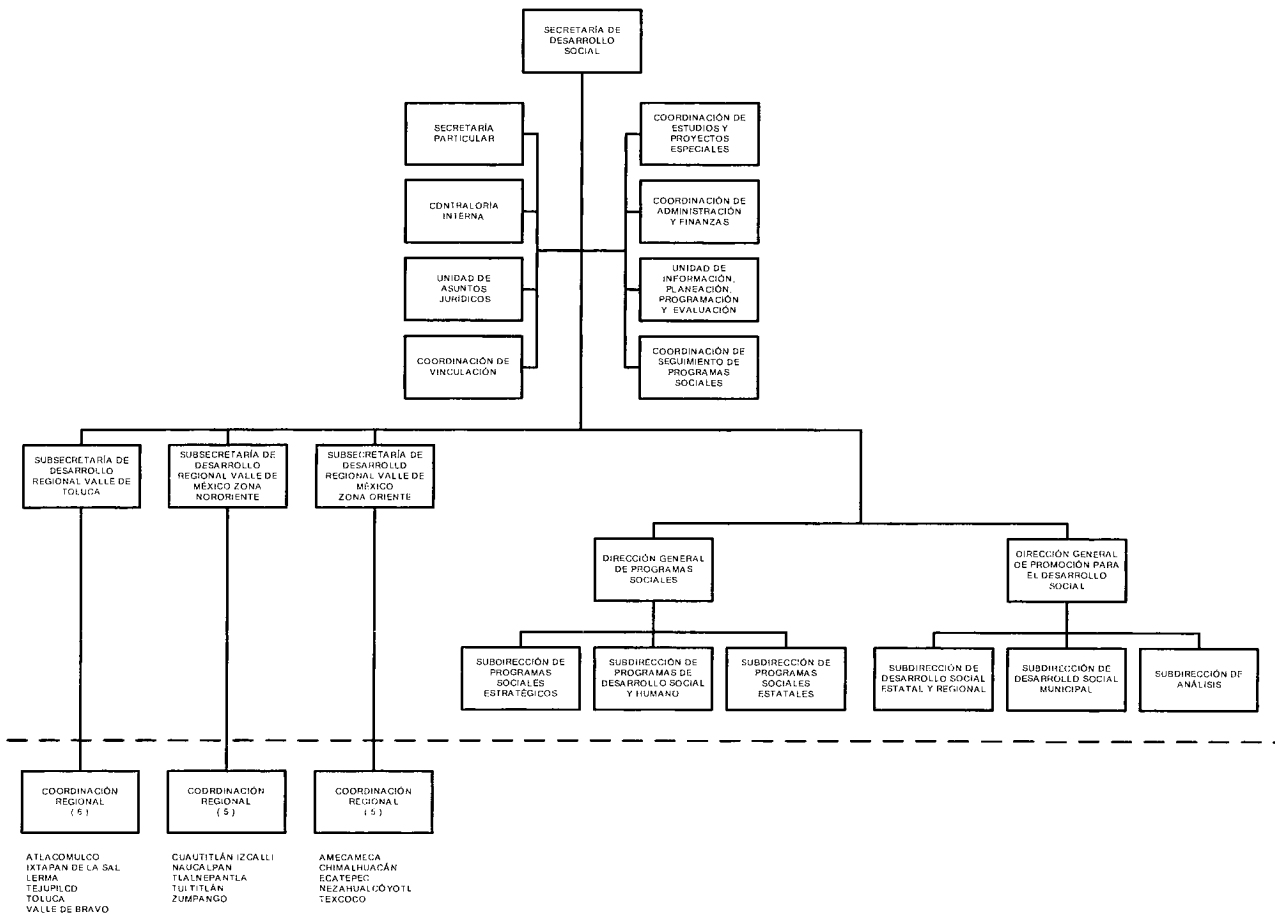 SECRETARÍA DE
DESARROLLO
SOCIAL
SECRETARÍA
PARTICULAR
COORDINACIÓN DE
ESTUDIOS Y
PROYECTOS
ESPECIALES
CONTRALORÍA
INTERNA
COORDINACIÓN DE
ADMINISTRACIÓN
Y FINANZAS
UNIDAD DE
ASUNTOS
JURÍDICOS
UNIDAD DE
INFORMACIÓN,
PLANEACIÓN,
PROGRAMACIÓN
Y EVALUACIÓN
COORDINACIÓN DE
VINCULACIÓN
COORDINACIÓN DE
SEGUIMIENTO DE
PROGRAMAS
SOCIALES
SUBSECRETARÍA DE
DESARROLLO
REGIONAL VALLE DE
TOLUCA
SUBSECRETARÍA DE
DESARROLLO
REGIONAL VALLE DE
MÉXICO ZONA
NORORIENTE
SUBSECRETARÍA DE
DESARROLLO
REGIONAL VALLE DE
MÉXICO
ZONA ORIENTE
DIRECCIÓN GENERAL
DE PROGRAMAS
SOCIALES
DIRECCIÓN GENERAL
DE PROMOCIÓN PARA
EL DESARROLLO
SOCIAL
SUBDIRECCIÓN DE
PROGRAMAS
SOCIALES
ESTRATÉGICOS
SUBDIRECCIÓN DE
PROGRAMAS DE
DESARROLLO SOCIAL
Y HUMANO
SUBDIRECCIÓN DE
PROGRAMAS
SOCIALES
ESTATALES
SUBDIRECCIÓN DE
DESARROLLO SOCIAL
ESTATAL Y REGIONAL
SUBDIRECCIÓN DE
DESARROLLO SOCIAL
MUNICIPAL
SUBDIRECCIÓN DE
ANÁLISIS
COORDINACIÓN
REGIONAL
( 6 )
COORDINACIÓN
REGIONAL
( 5 )
COORDINACIÓN
REGIONAL
( 5 )
ATLACOMULCO
IXTAPAN DE LA SAL
LERMA
TEJUPILCO
TOLUCA
VALLE DE BRAVO
CUAUTITLÁN IZCALLI
NAUCALPAN
TLALNEPANTLA
TULTITLÁN
ZUMPANGO
AMECAMECA
CHIMALHUACÁN
ECATEPEC
NEZAHUALCÓYOTL
TEXCOCO